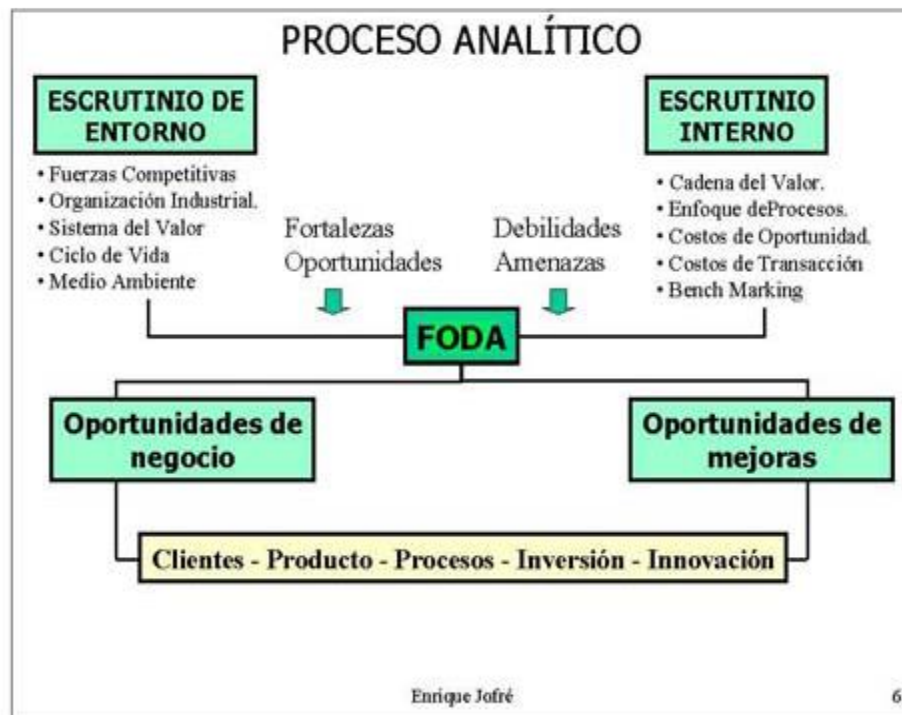 PROCESO ANALÍTICO
ESCRUTINIO DE
ENTORNO
• Fuerzas Competitivas
• Organización Industrial.
• Sistema del Valor
• Ciclo de Vida
• Medio Ambiente
Fortalezas
Oportunidades
Debilidades
Amenazas
ESCRUTINIO
INTERNO
• Cadena del Valor.
• Enfoque deProcesos.
• Costos de Oportunidad.
• Costos de Transacción
• Bench Marking
FODA
Oportunidades de
negocio
Oportunidades de
mejoras
Clientes - Producto - Procesos - Inversión - Innovación
Enrique Jofré
6